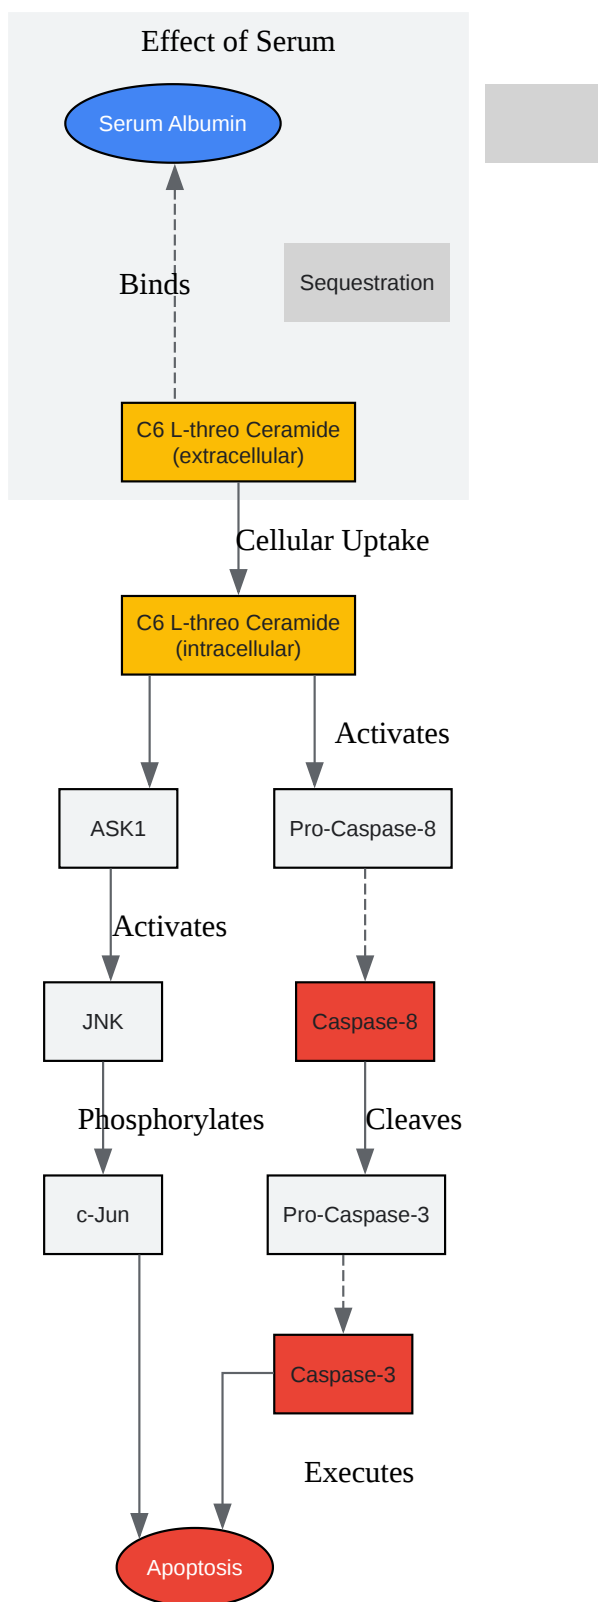 Effect of Serum
Serum Albumin
Binds
Sequestration
C6 L-threo Ceramide
(extracellular)
Cellular Uptake
C6 L-threo Ceramide
(intracellular)
Activates
ASK1
Pro-Caspase-8
Activates
JNK
Caspase-8
Phosphorylates
Cleaves
c-Jun
Pro-Caspase-3
Caspase-3
Executes
Apoptosis